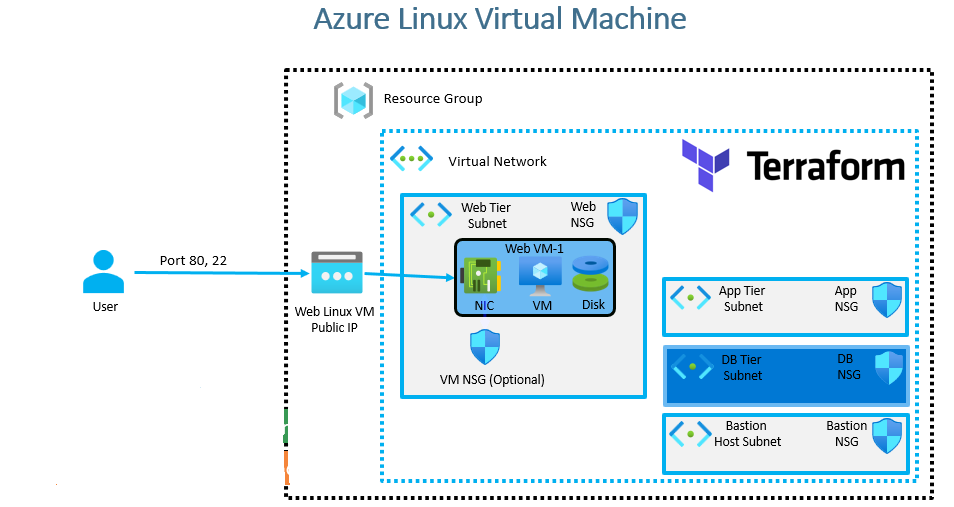 Azure Linux Virtual Machine
Resource Group
Virtual Network
Terraform
Web Tier
Subnet
Web
NSG
Web VM-1
NIC
VM
Disk
VM NSG (Optional)
Port 80, 22
User
Web Linux VM
Public IP
App Tier
Subnet
App
NSG
DB Tier
Subnet
DB
NSG
Bastion
Host Subnet
Bastion
NSG